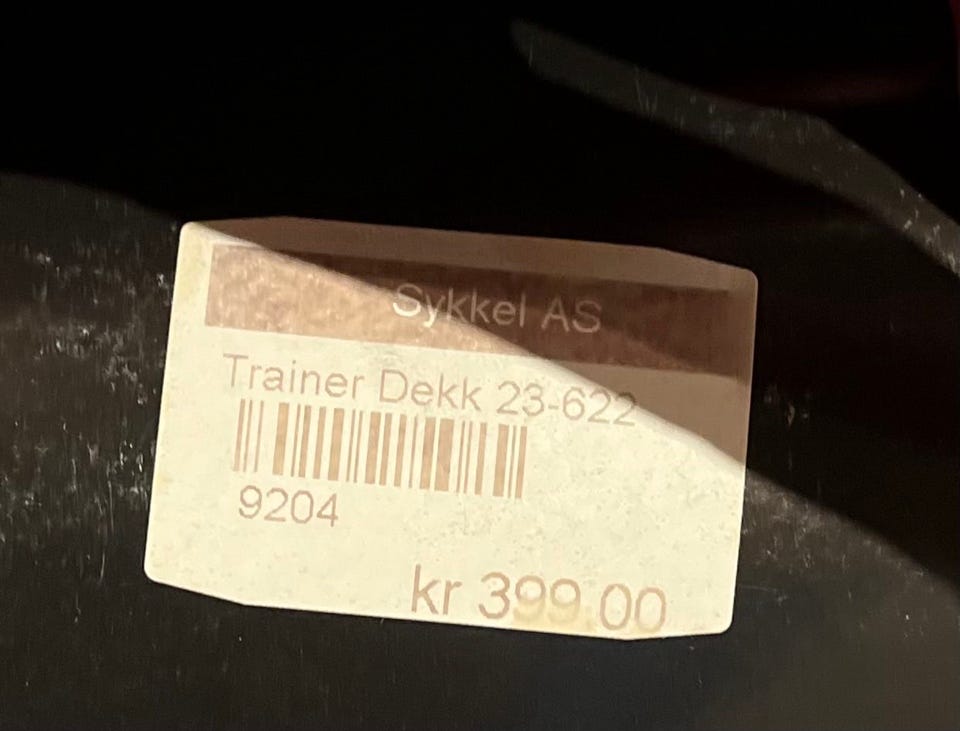 Sykkel AS
Trainer Dekk 23-622
9204
kr 399.00